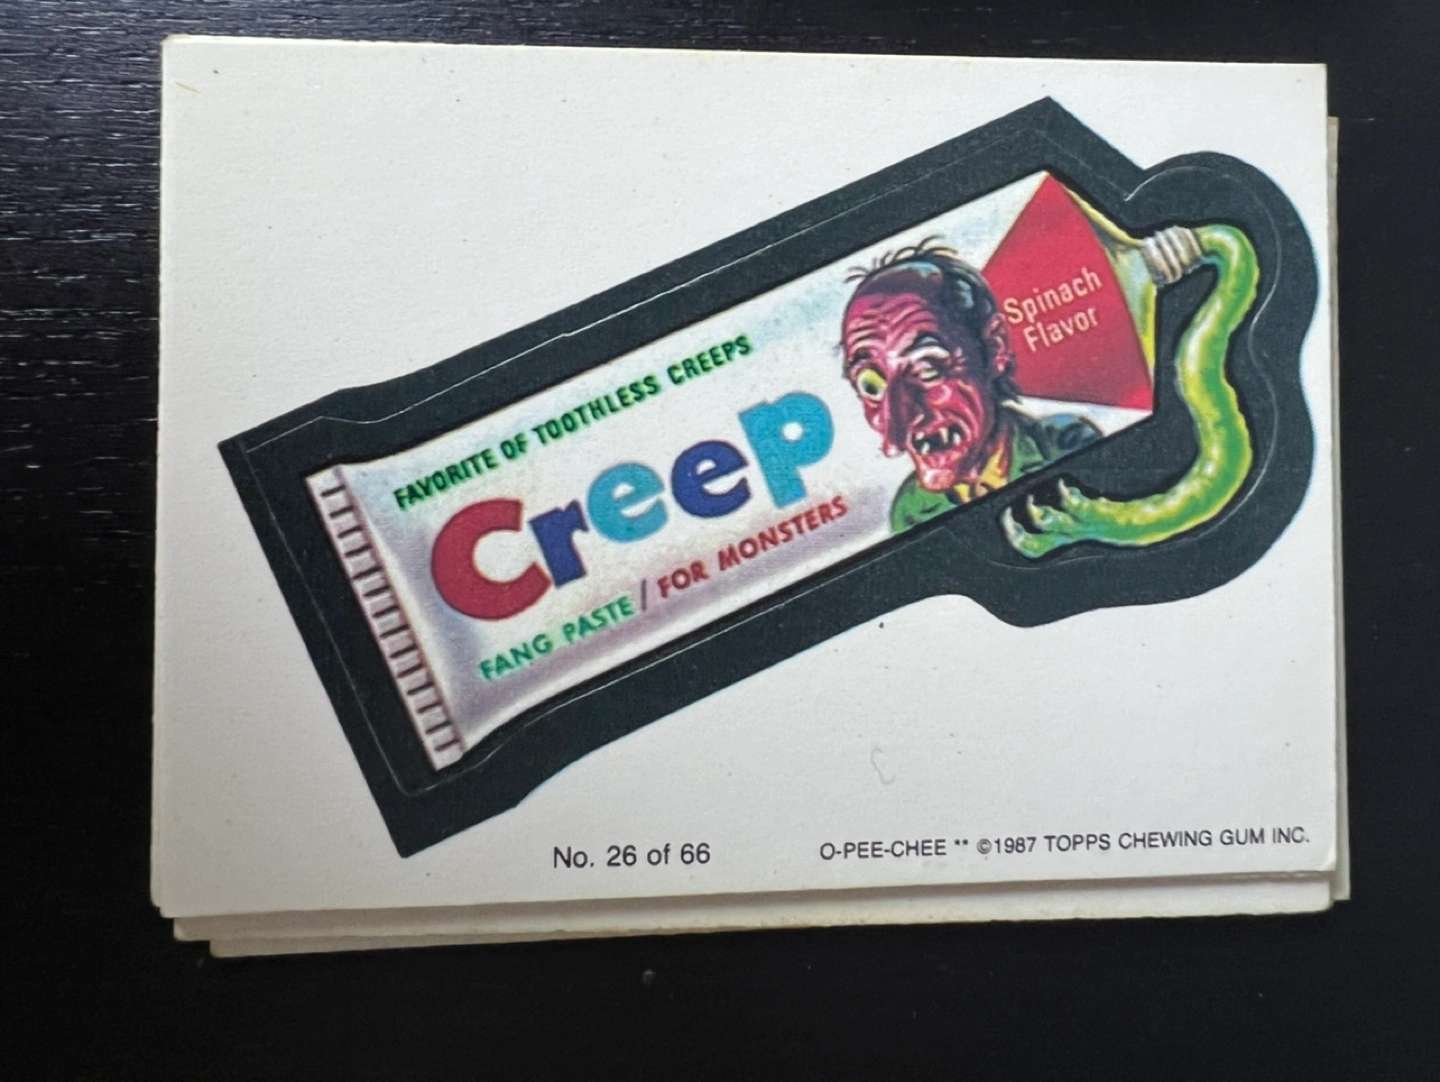 FAVORITE OF TOOTHLESS CREEPS
Creep
FANG PASTE / FOR MONSTERS
Spinach
Flavor
No. 26 of 66
O-PEE-CHEE ** ©1987 TOPPS CHEWING GUM INC.